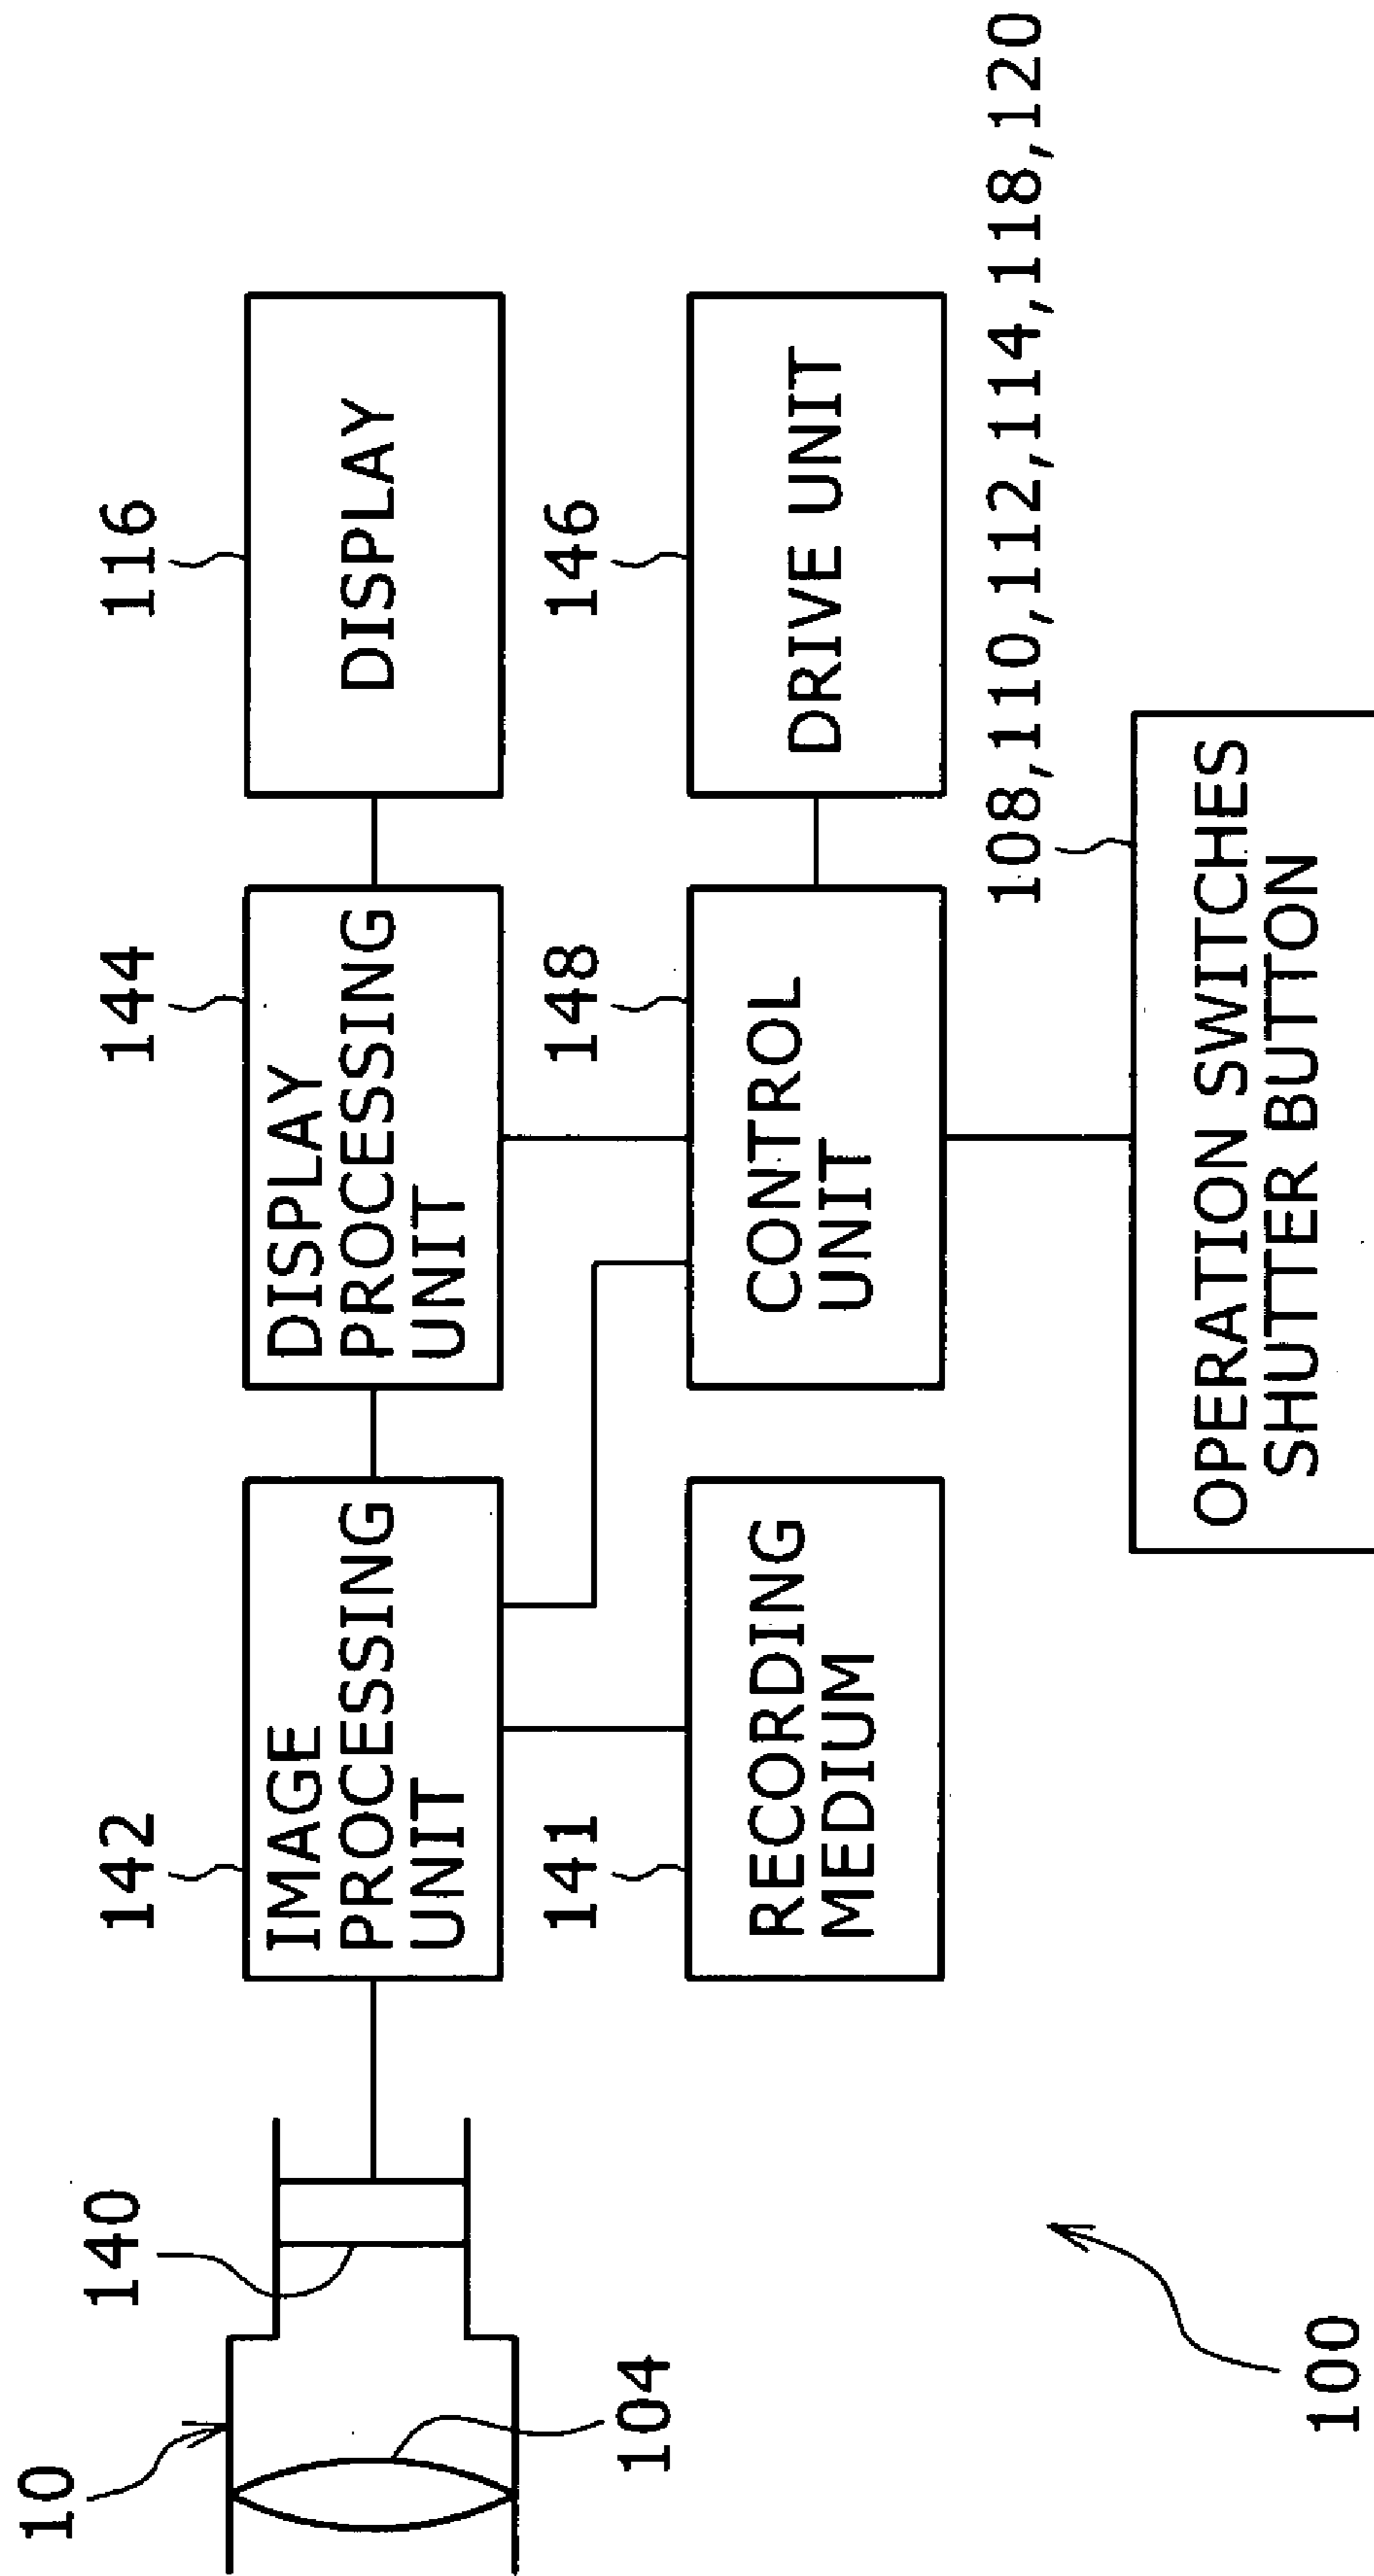 10
140
104
142
IMAGE
PROCESSING
UNIT
144
DISPLAY
PROCESSING
UNIT
116
DISPLAY
141
RECORDING
MEDIUM
148
CONTROL
UNIT
146
DRIVE UNIT
108,110,112,114,118,120
OPERATION SWITCHES
SHUTTER BUTTON
100